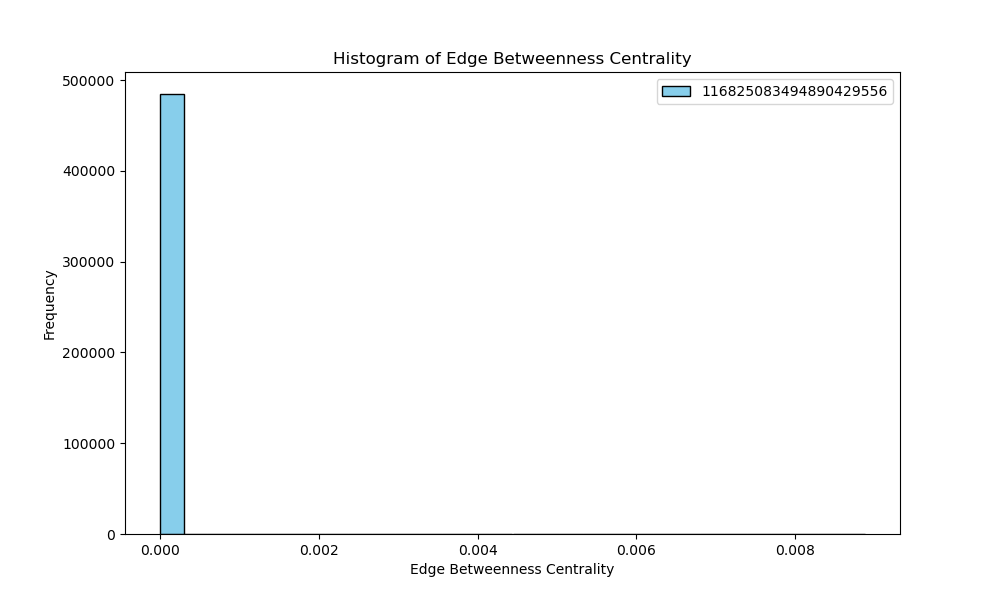 Histogram of Edge Betweenness Centrality
116825083494890429556
500000
400000
300000
200000
100000
0
Frequency
0.000 0.002 0.004 0.006 0.008
Edge Betweenness Centrality